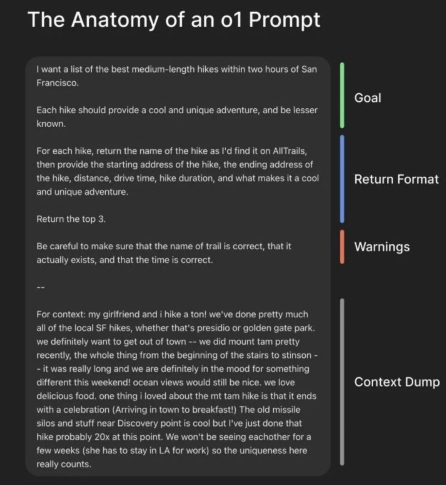 The Anatomy of an o1 Prompt
I want a list of the best medium-length hikes within two hours of San
Francisco.
Each hike should provide a cool and unique adventure, and be lesser
known.
For each hike, return the name of the hike as I'd find it on AllTrails,
then provide the starting address of the hike, the ending address of
the hike, distance, drive time, hike duration, and what makes it a cool
and unique adventure.
Return the top 3.
Be careful to make sure that the name of trail is correct, that it
actually exists, and that the time is correct.
--
For context: my girlfriend and i hike a ton! we've done pretty much
all of the local SF hikes, whether that's presidio or golden gate park.
we definitely want to get out of town -- we did mount tam pretty
recently, the whole thing from the beginning of the stairs to stinson -
- it was really long and we are definitely in the mood for something
different this weekend! ocean views would still be nice. we love
delicious food. one thing i loved about the mt tam hike is that it ends
with a celebration (Arriving in town to breakfast!) The old missile
silos and stuff near Discovery point is cool but I've just done that
hike probably 20x at this point. We won't be seeing eachother for a
few weeks (she has to stay in LA for work) so the uniqueness here
really counts.
Goal
Return Format
Warnings
Context Dump